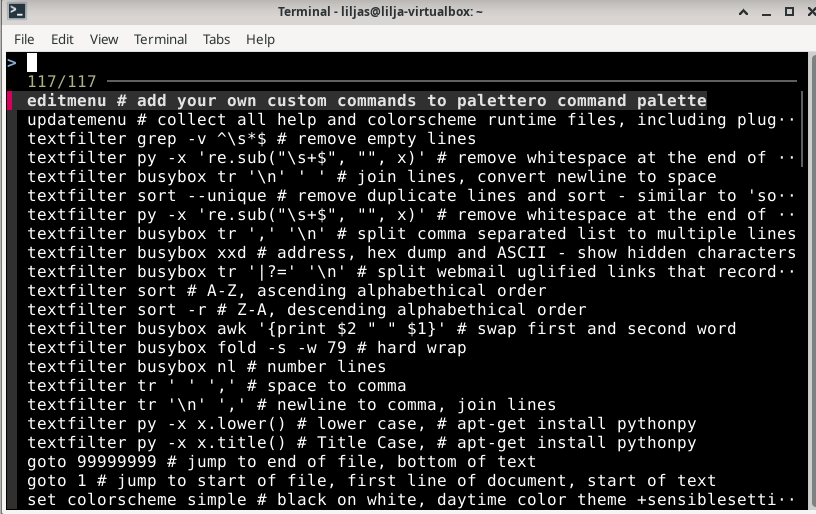 Terminal - liljas@lilja-virtualbox: ~
File Edit View Terminal Tabs Help
>
117/117
editmenu # add your own custom commands to palettero command palette
updatemenu # collect all help and colorscheme runtime files, including plug··
textfilter grep -v ^\s*$ # remove empty lines
textfilter py -x 're.sub("\s+$", "", x)' # remove whitespace at the end of ··
textfilter busybox tr '\n' ' ' # join lines, convert newline to space
textfilter sort --unique # remove duplicate lines and sort - similar to 'so··
textfilter py -x 're.sub("\s+$", "", x)' # remove whitespace at the end of ··
textfilter busybox tr ',' '\n' # split comma separated list to multiple lines
textfilter busybox xxd # address, hex dump and ASCII - show hidden characters
textfilter busybox tr '|?=' '\n' # split webmail uglified links that record··
textfilter sort # A-Z, ascending alphabethical order
textfilter sort -r # Z-A, descending alphabethical order
textfilter busybox awk '{print $2 " " $1}' # swap first and second word
textfilter busybox fold -s -w 79 # hard wrap
textfilter busybox nl # number lines
textfilter tr ' ' ',' # space to comma
textfilter tr '\n' ',' # newline to comma, join lines
textfilter py -x x.lower() # lower case, # apt-get install pythonpy
textfilter py -x x.title() # Title Case, # apt-get install pythonpy
goto 99999999 # jump to end of file, bottom of text
goto 1 # jump to start of file, first line of document, start of text
set colorscheme simple # black on white, daytime color theme +sensiblesetti··